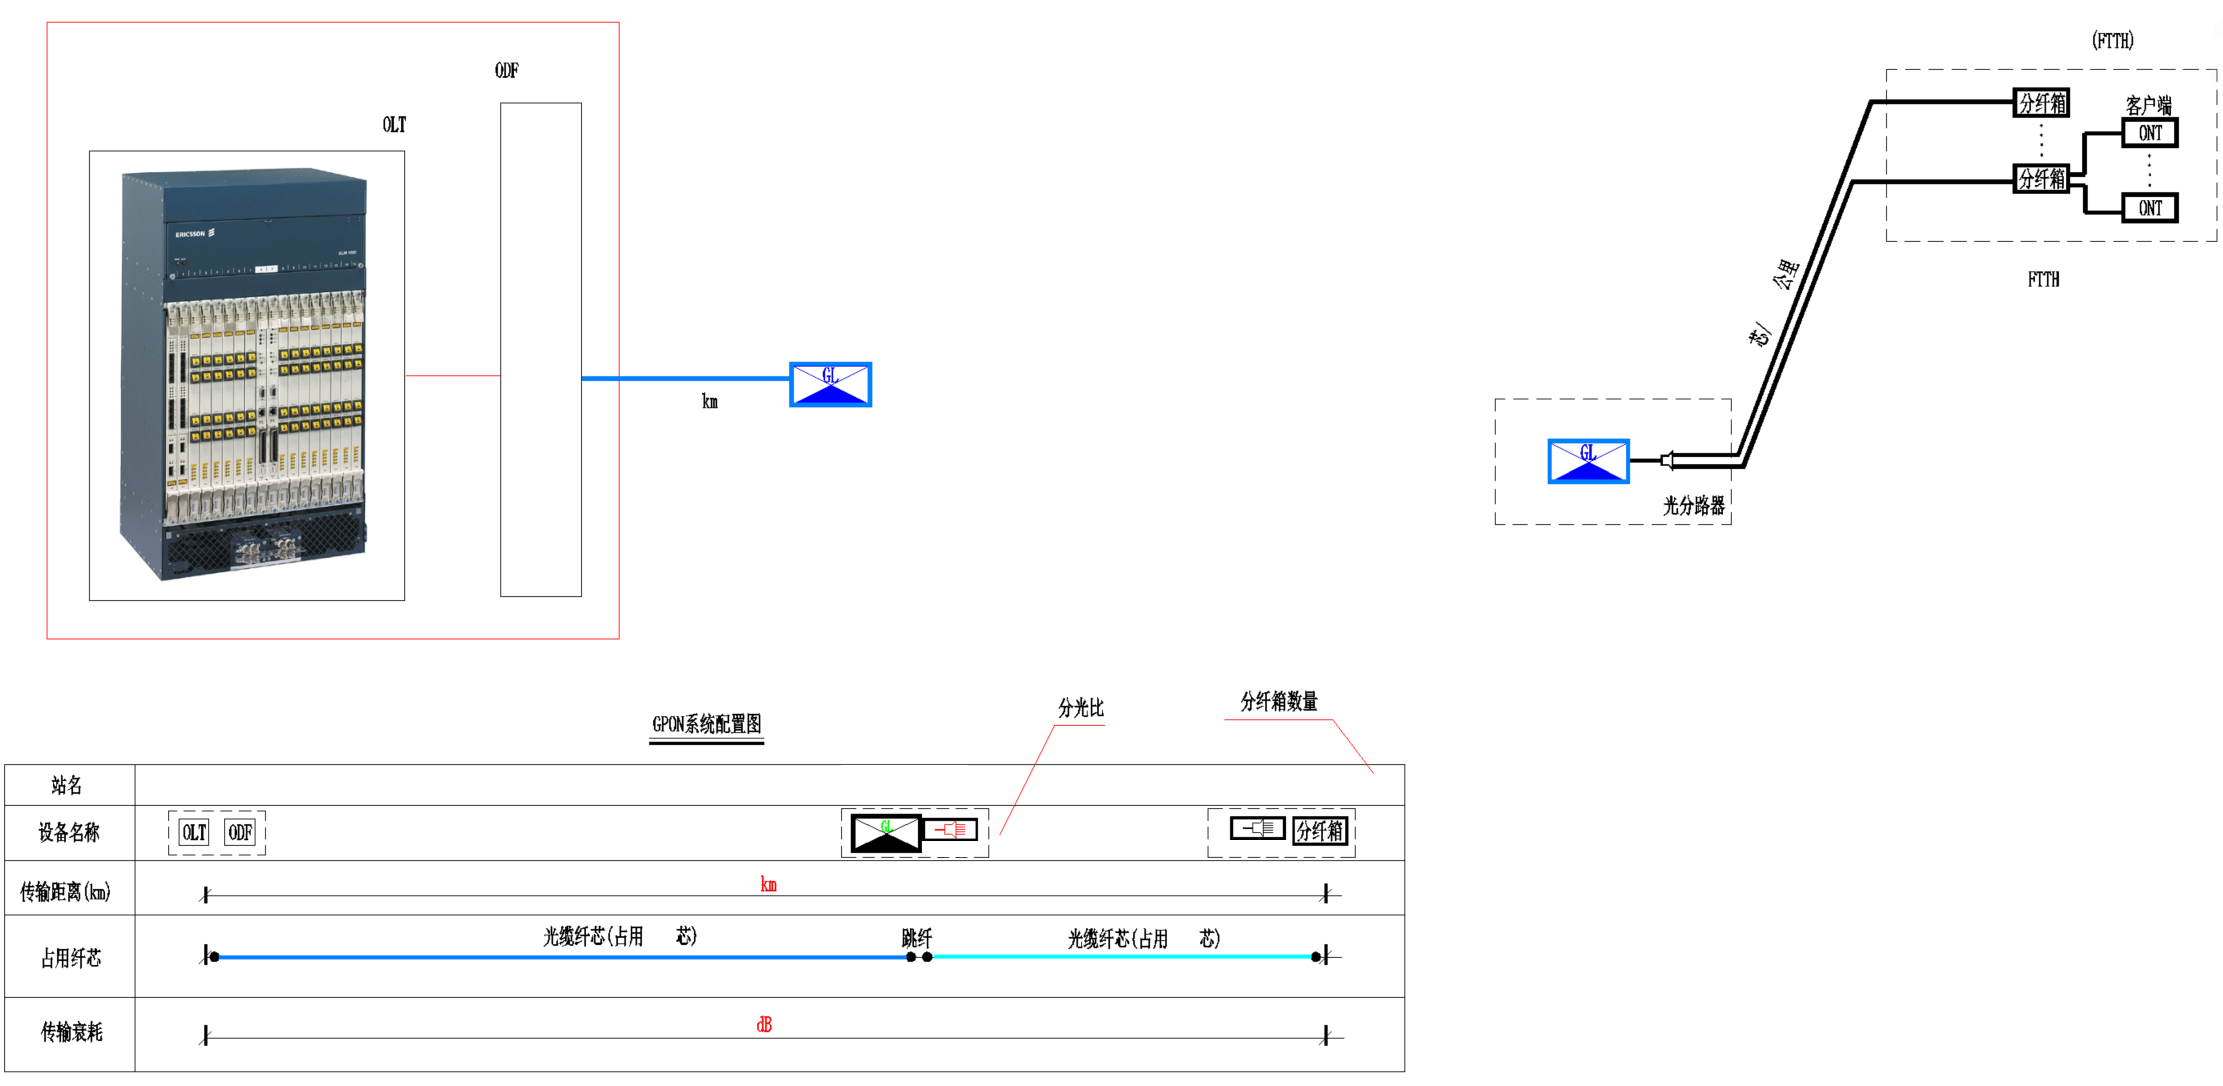 (FTTH)
ODF
分纤箱
客户端
OLT
ONT
分纤箱
ONT
ERICSSON
公里
FTTH
芯/
GL
km
GL
光分路器
分光比
分纤箱数量
GPON系统配置图
站名
设备名称
OLT
ODF
GL
分纤箱
传输距离(km)
km
占用纤芯
光缆纤芯(占用 芯)
跳纤
光缆纤芯(占用 芯)
传输衰耗
dB